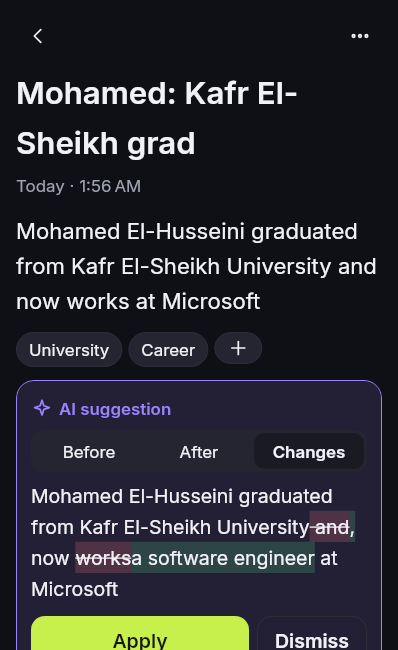 Mohamed: Kafr El-
Sheikh grad
Today · 1:56 AM
Mohamed El-Husseini graduated
from Kafr El-Sheikh University and
now works at Microsoft
University Career +
AI suggestion
Before After Changes
Mohamed El-Husseini graduated
from Kafr El-Sheikh University and,
now worksa software engineer at
Microsoft
Apply Dismiss